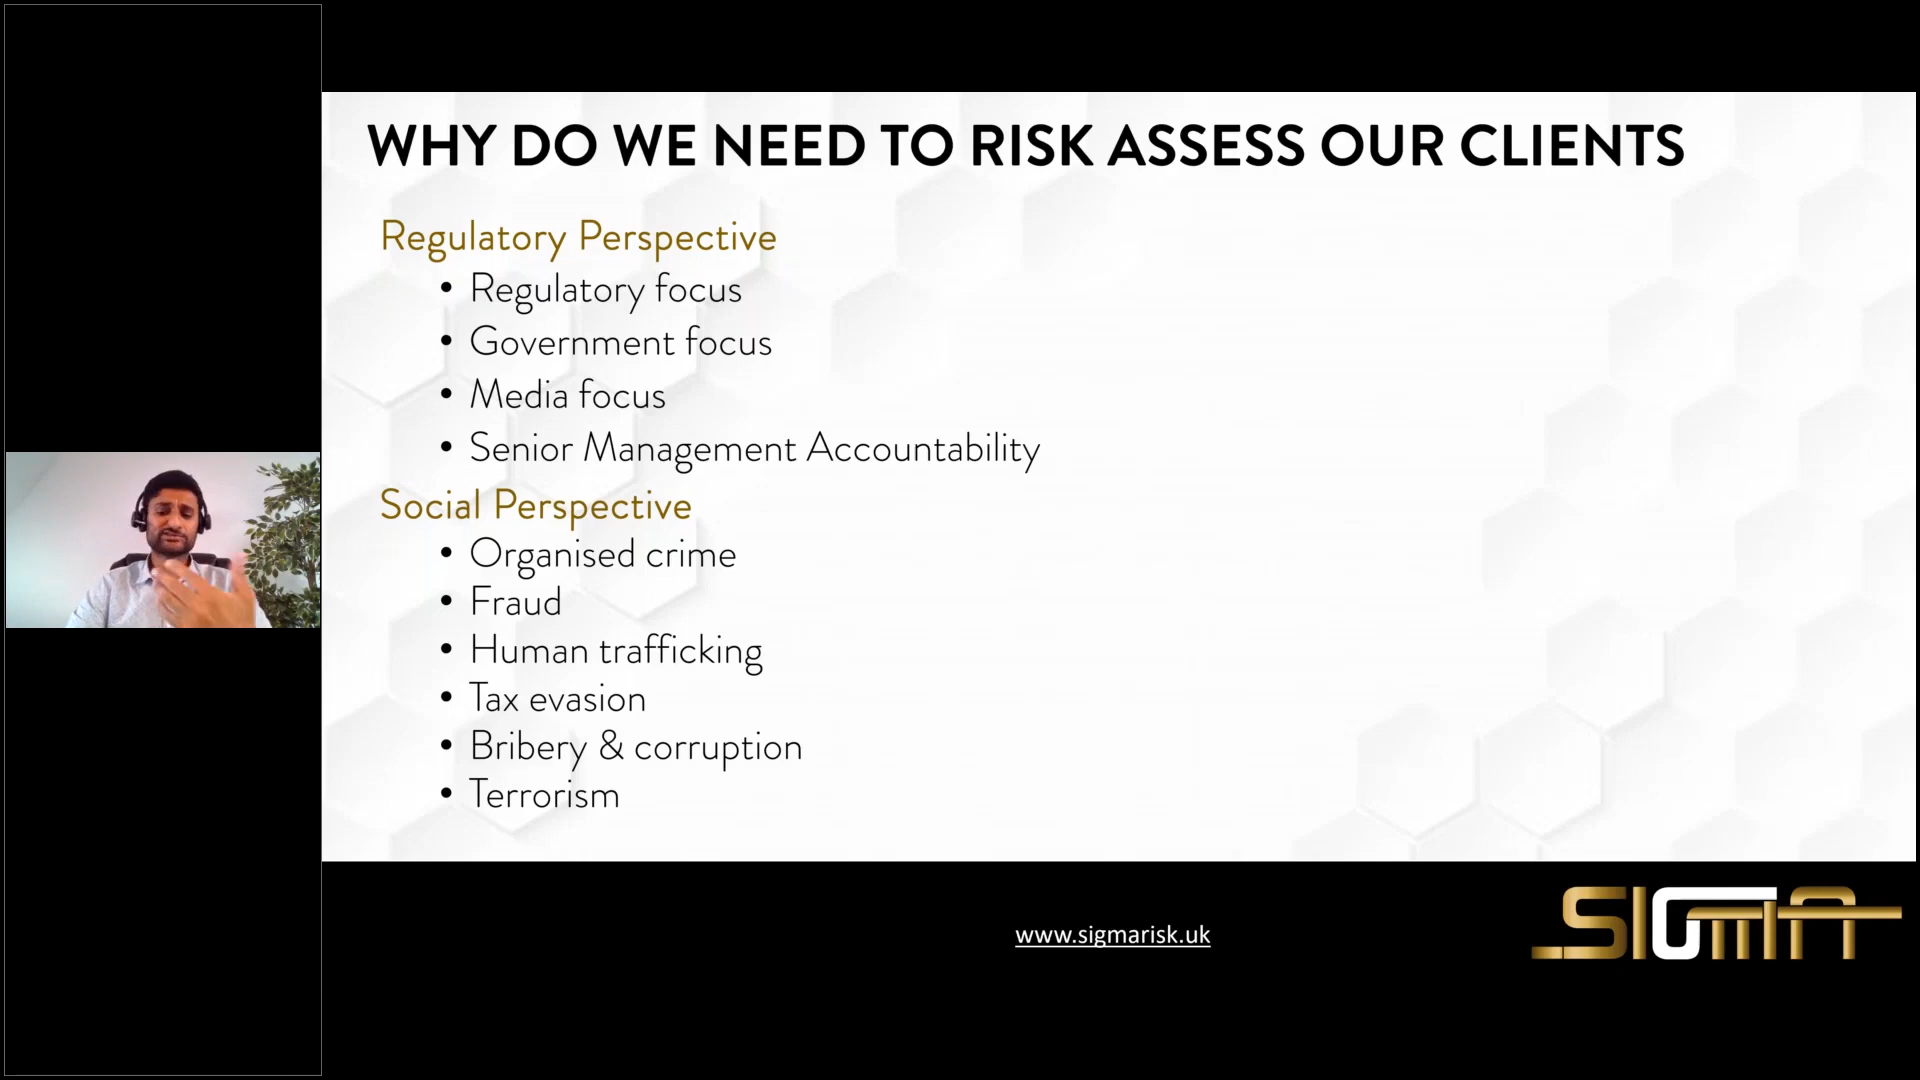 WHY DO WE NEED TO RISK ASSESS OUR CLIENTS
Regulatory Perspective
• Regulatory focus
• Government focus
• Media focus
• Senior Management Accountability
Social Perspective
• Organised crime
• Fraud
• Human trafficking
• Tax evasion
• Bribery & corruption
• Terrorism
www.sigmarisk.uk
SIGMA